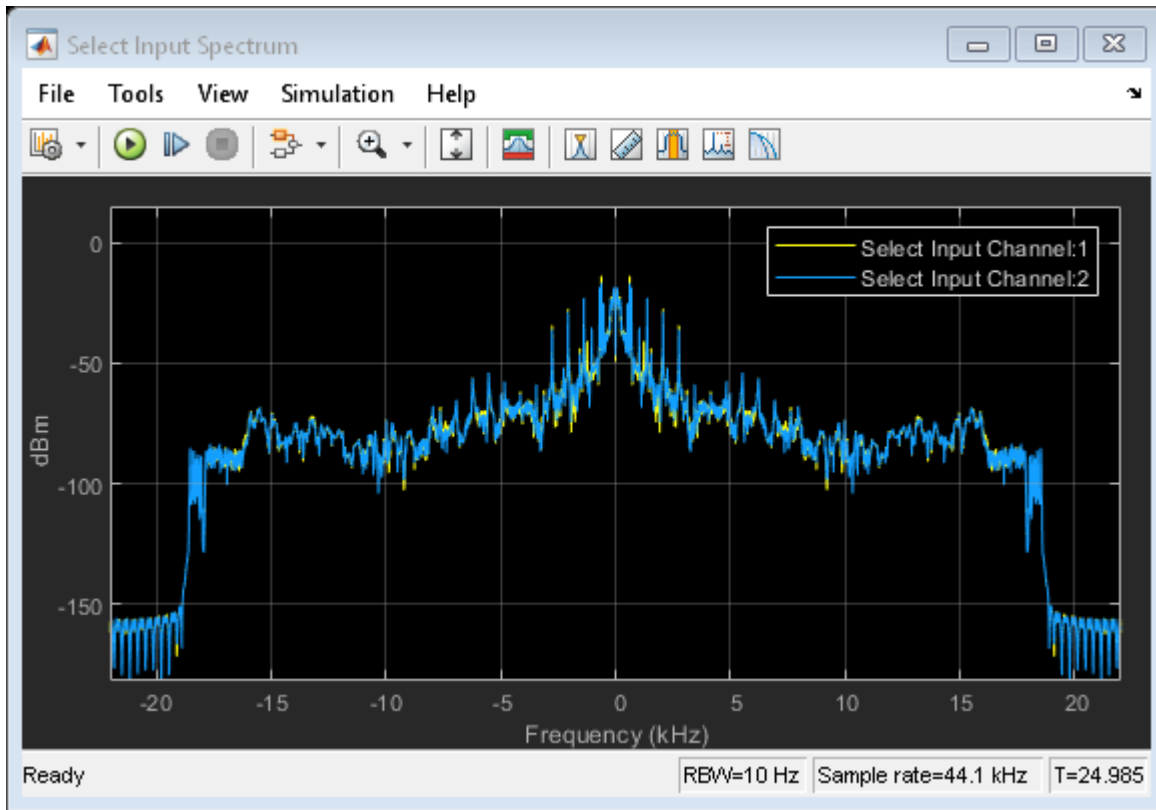 Select Input Spectrum
File Tools View Simulation Help
0
-50
-100
-150
dBm
Select Input Channel:1
Select Input Channel:2
-20 -15 -10 -5 0 5 10 15 20
Frequency (kHz)
Ready RBW=10 Hz Sample rate=44.1 kHz T=24.985